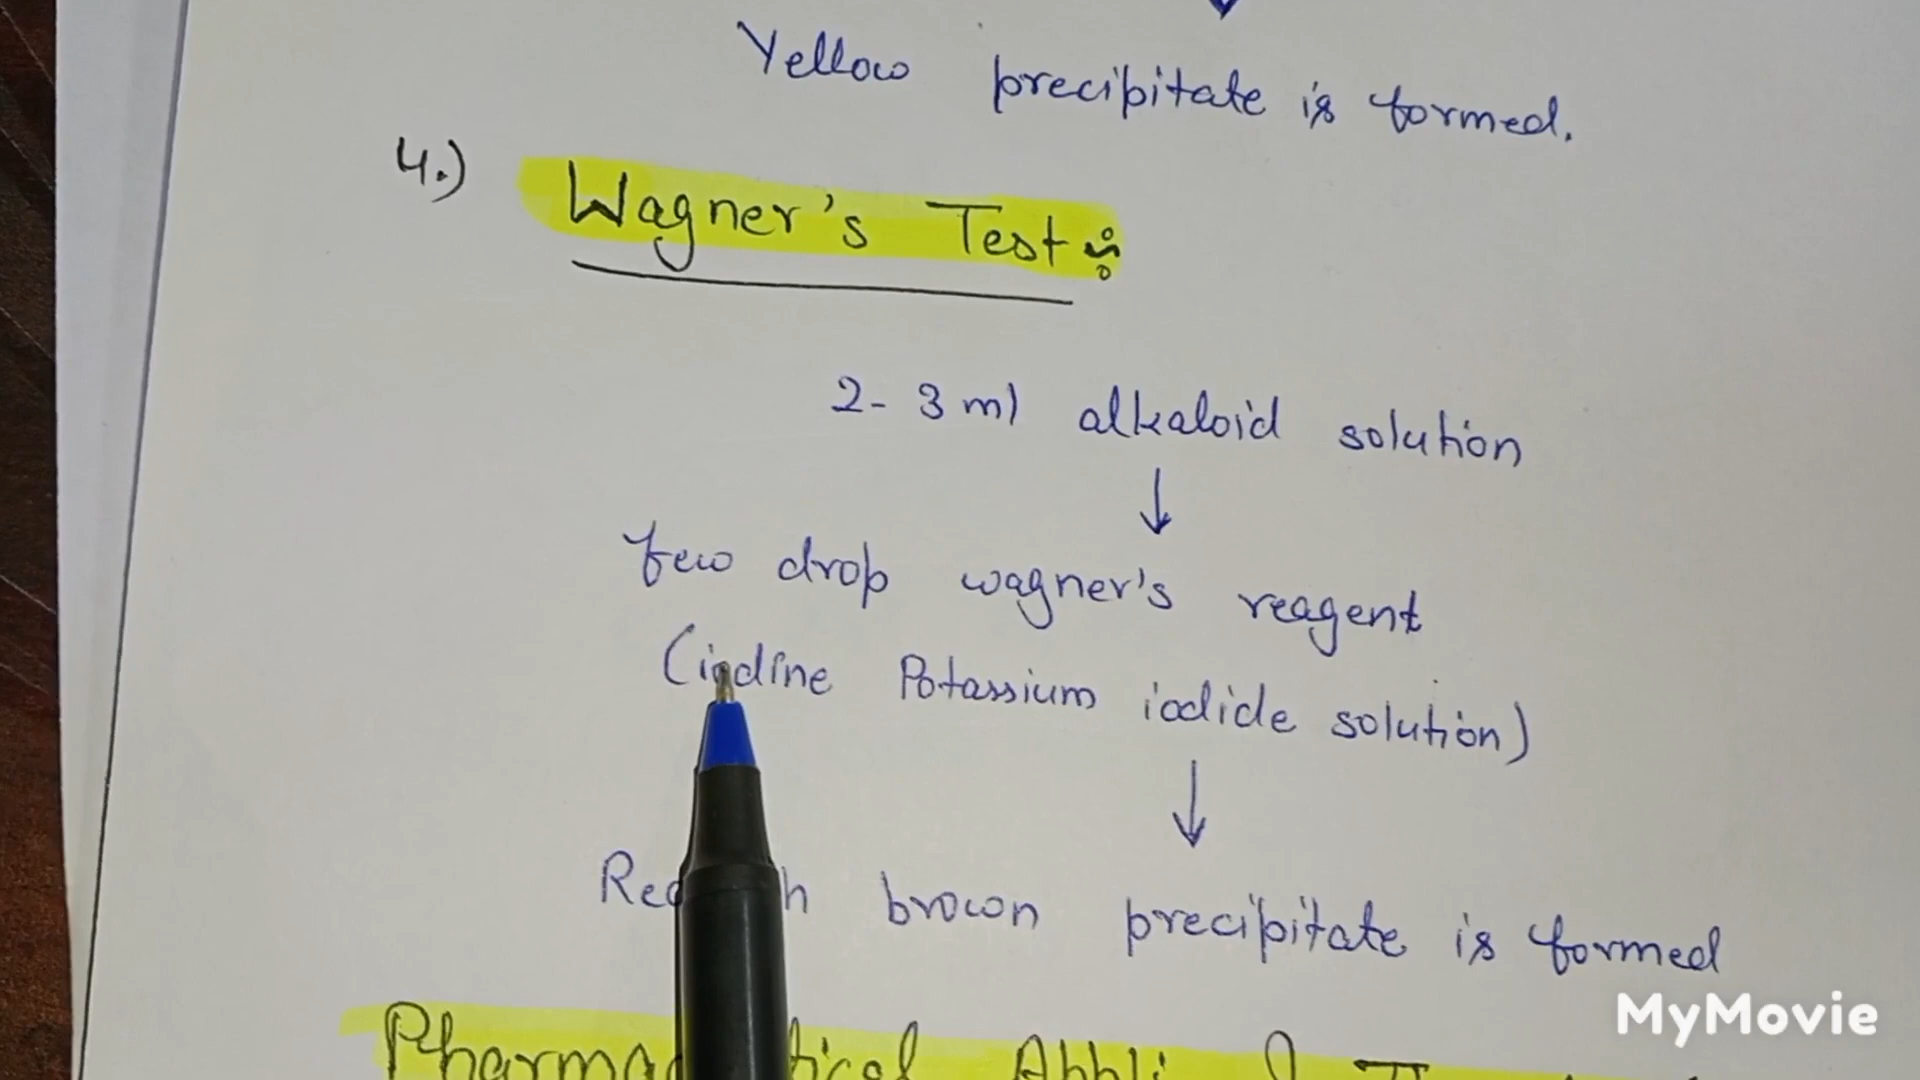 Yellow precipitate is formed.
4.) Wagner's Test :
2-3 ml alkaloid solution
↓
few drop wagner's reagent
(iodine Potassium iodide solution)
↓
brown precipitate is formed
MyMovie